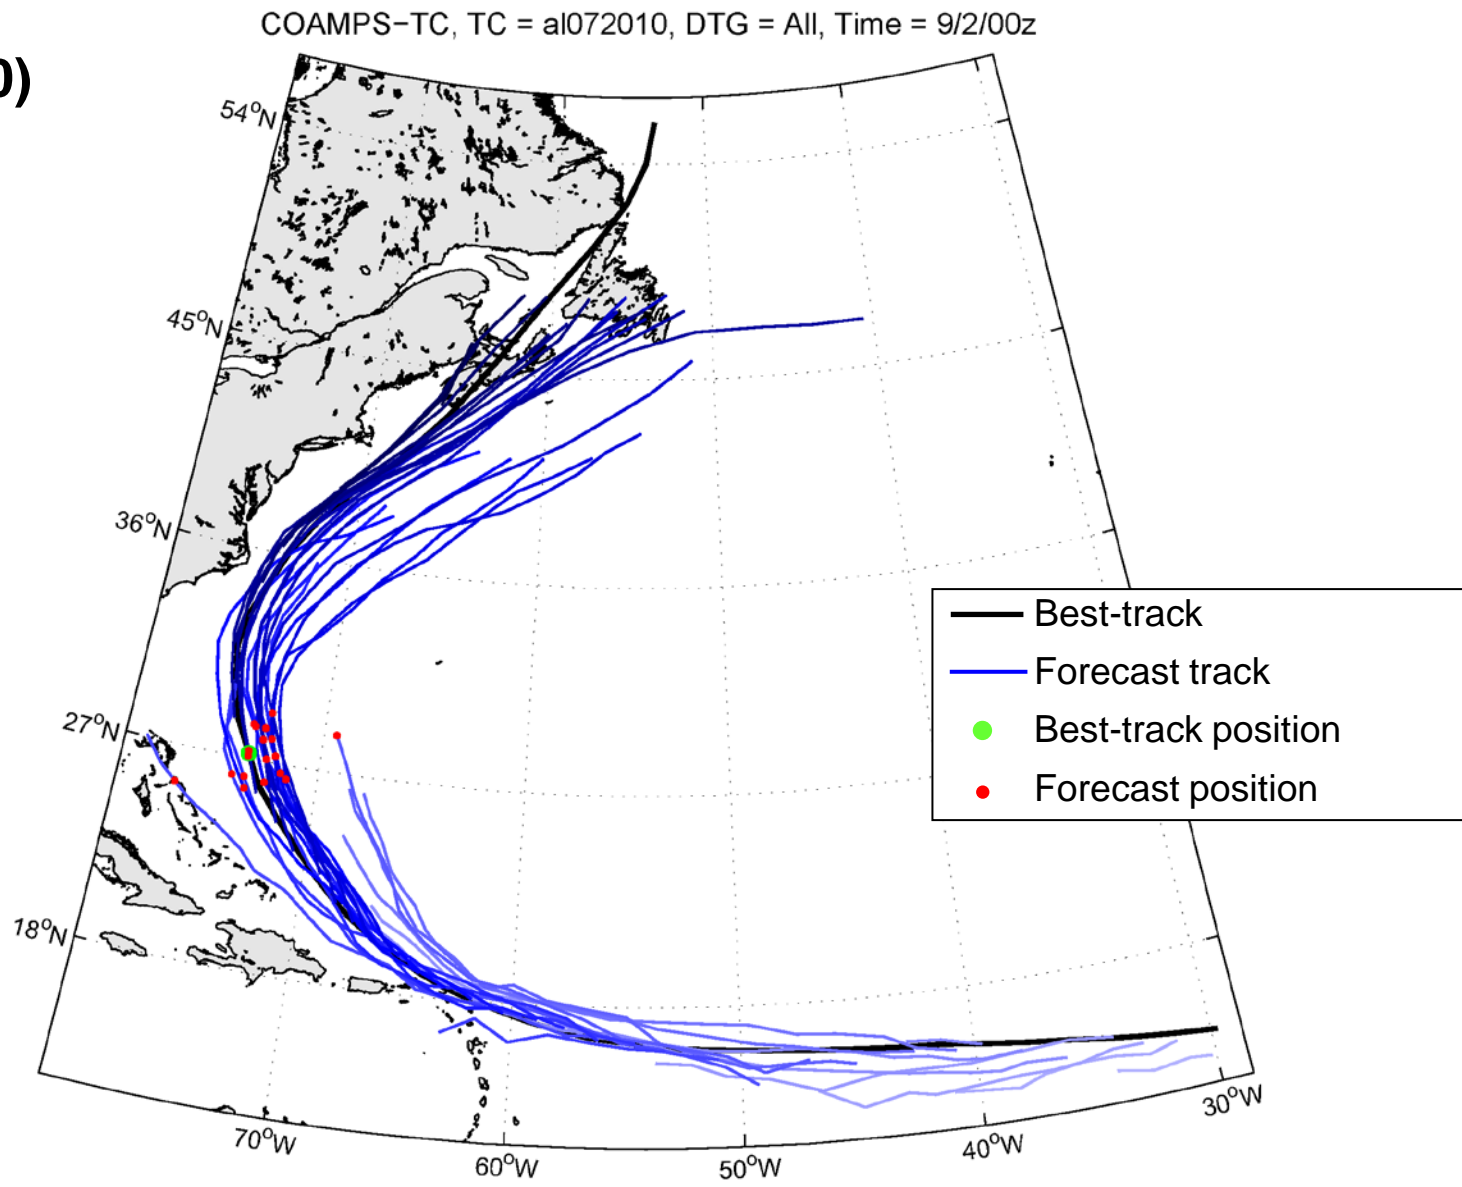 COAMPS−TC, TC = al072010, DTG = All, Time = 9/2/00z
0)
54°N
45°N
36°N
27°N
18°N
70°W
60°W
50°W
40°W
30°W
Best-track
Forecast track
Best-track position
Forecast position